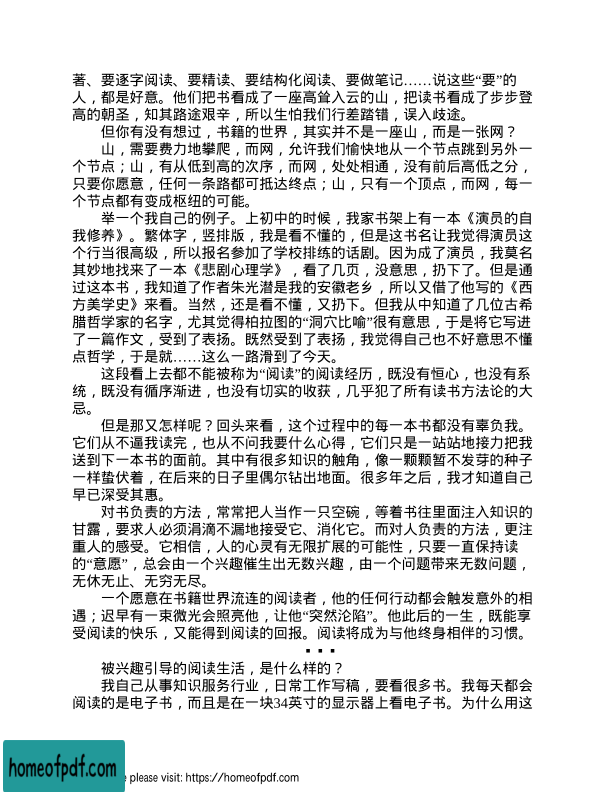 著、要逐字阅读、要精读、要结构化阅读、要做笔记……说这些“要”的
人，都是好意。他们把书看成了一座高耸入云的山，把读书看成了步步登
高的朝圣，知其路途艰辛，所以生怕我们行差踏错，误入歧途。
但你有没有想过，书籍的世界，其实并不是一座山，而是一张网？
山，需要费力地攀爬，而网，允许我们愉快地从一个节点跳到另外一
个节点；山，有从低到高的次序，而网，处处相通，没有前后高低之分，
只要你愿意，任何一条路都可抵达终点；山，只有一个顶点，而网，每一
个节点都有变成枢纽的可能。
举一个我自己的例子。上初中的时候，我家书架上有一本《演员的自
我修养》。繁体字，竖排版，我是看不懂的，但是这书名让我觉得演员这
个行当很高级，所以报名参加了学校排练的话剧。因为成了演员，我莫名
其妙地找来了一本《悲剧心理学》，看了几页，没意思，扔下了。但是通
过这本书，我知道了作者朱光潜是我的安徽老乡，所以又借了他写的《西
方美学史》来看。当然，还是看不懂，又扔下。但我从中知道了几位古希
腊哲学家的名字，尤其觉得柏拉图的“洞穴比喻”很有意思，于是将它写进
了一篇作文，受到了表扬。既然受到了表扬，我觉得自己也不好意思不懂
点哲学，于是就……这么一路滑到了今天。
这段看上去都不能被称为“阅读”的阅读经历，既没有恒心，也没有系
统，既没有循序渐进，也没有切实的收获，几乎犯了所有读书方法论的大
忌。
但是那又怎样呢？回头来看，这个过程中的每一本书都没有辜负我。
它们从不逼我读完，也从不问我要什么心得，它们只是一站站地接力把我
送到下一本书的面前。其中有很多知识的触角，像一颗颗暂不发芽的种子
一样蛰伏着，在后来的日子里偶尔钻出地面。很多年之后，我才知道自己
早已深受其惠。
对书负责的方法，常常把人当作一只空碗，等着书往里面注入知识的
甘露，要求人必须涓滴不漏地接受它、消化它。而对人负责的方法，更注
重人的感受。它相信，人的心灵有无限扩展的可能性，只要一直保持读
的“意愿”，总会由一个兴趣催生出无数兴趣，由一个问题带来无数问题，
无休无止、无穷无尽。
一个愿意在书籍世界流连的阅读者，他的任何行动都会触发意外的相
遇；迟早有一束微光会照亮他，让他“突然沦陷”。他此后的一生，既能享
受阅读的快乐，又能得到阅读的回报。阅读将成为与他终身相伴的习惯。
▪ ▪ ▪
被兴趣引导的阅读生活，是什么样的？
我自己从事知识服务行业，日常工作写稿，要看很多书。我每天都会
阅读的是电子书，而且是在一块34英寸的显示器上看电子书。为什么用这
homeofpdf.com
please visit: https://homeofpdf.com